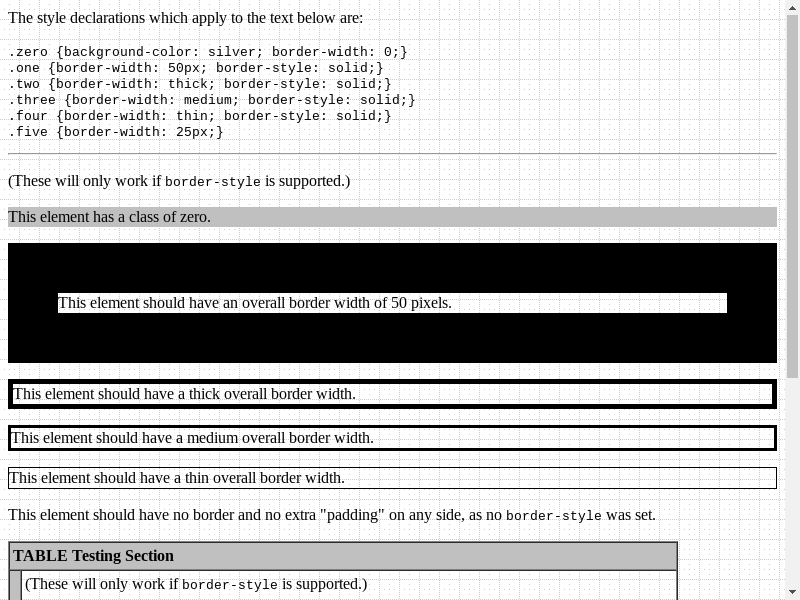 The style declarations which apply to the text below are:
.zero {background-color: silver; border-width: 0;}
.one {border-width: 50px; border-style: solid;}
.two {border-width: thick; border-style: solid;}
.three {border-width: medium; border-style: solid;}
.four {border-width: thin; border-style: solid;}
.five {border-width: 25px;}
(These will only work if border-style is supported.)
This element has a class of zero.
This element should have an overall border width of 50 pixels.
This element should have a thick overall border width.
This element should have a medium overall border width.
This element should have a thin overall border width.
This element should have no border and no extra "padding" on any side, as no border-style was set.
TABLE Testing Section
(These will only work if border-style is supported.)